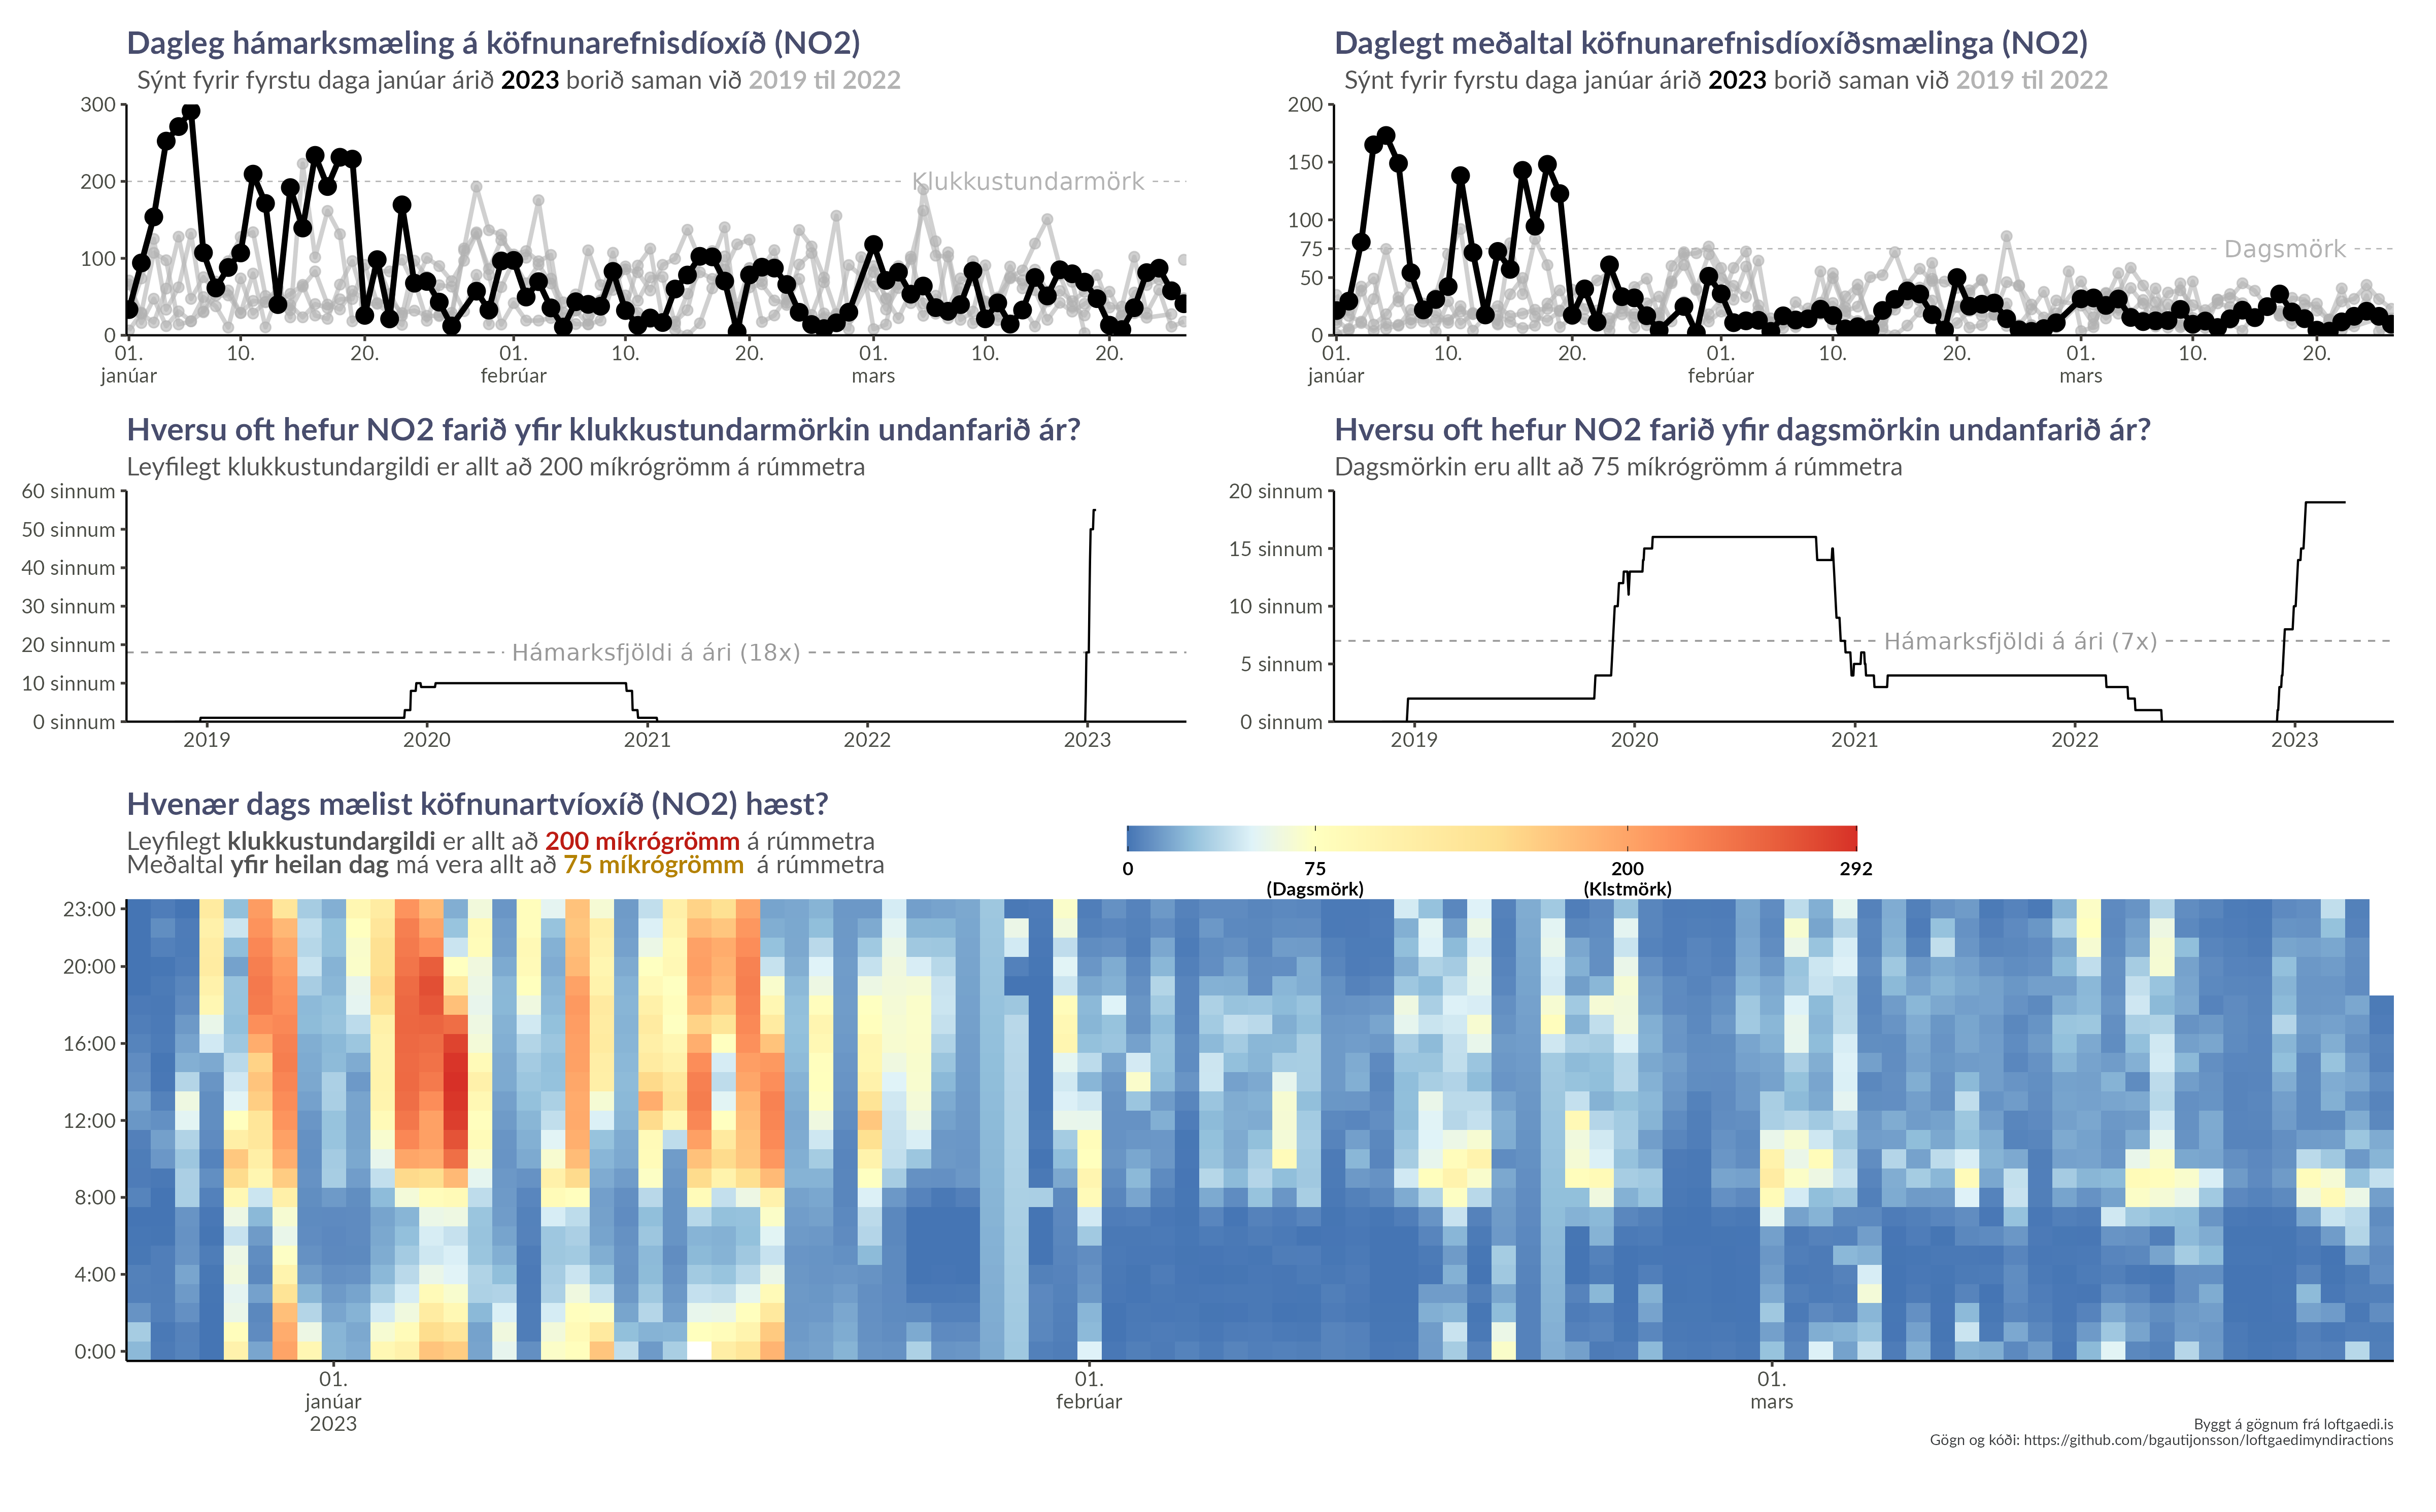 Dagleg hámarksmæling á köfnunarefnisdíoxíð (NO2)
Sýnt fyrir fyrstu daga janúar árið 2023 borið saman við 2019 til 2022
300
200
100
0
Klukkustundarmörk
01. 10. 20. 01. 10. 20. 01. 10. 20.
janúar febrúar mars
Daglegt meðaltal köfnunarefnisdíoxíðsmælinga (NO2)
Sýnt fyrir fyrstu daga janúar árið 2023 borið saman við 2019 til 2022
200
150
100
75
50
0
Dagsmörk
01. 10. 20. 01. 10. 20. 01. 10. 20.
janúar febrúar mars
Hversu oft hefur NO2 farið yfir klukkustundarmörkin undanfarið ár?
Leyfilegt klukkustundargildi er allt að 200 míkrógrömm á rúmmetra
60 sinnum
50 sinnum
40 sinnum
30 sinnum
20 sinnum
10 sinnum
0 sinnum
Hámarksfjöldi á ári (18x)
2019 2020 2021 2022 2023
Hversu oft hefur NO2 farið yfir dagsmörkin undanfarið ár?
Dagsmörkin eru allt að 75 míkrógrömm á rúmmetra
20 sinnum
15 sinnum
10 sinnum
5 sinnum
0 sinnum
Hámarksfjöldi á ári (7x)
2019 2020 2021 2022 2023
Hvenær dags mælist köfnunartvíoxíð (NO2) hæst?
Leyfilegt klukkustundargildi er allt að 200 míkrógrömm á rúmmetra
Meðaltal yfir heilan dag má vera allt að 75 míkrógrömm á rúmmetra
0 75 200 292
(Dagsmörk) (Klstmörk)
23:00
20:00
16:00
12:00
8:00
4:00
0:00
01. 01. 01.
janúar febrúar mars
2023
Byggt á gögnum frá loftgaedi.is
Gögn og kóði: https://github.com/bgautijonsson/loftgaedimyndiractions